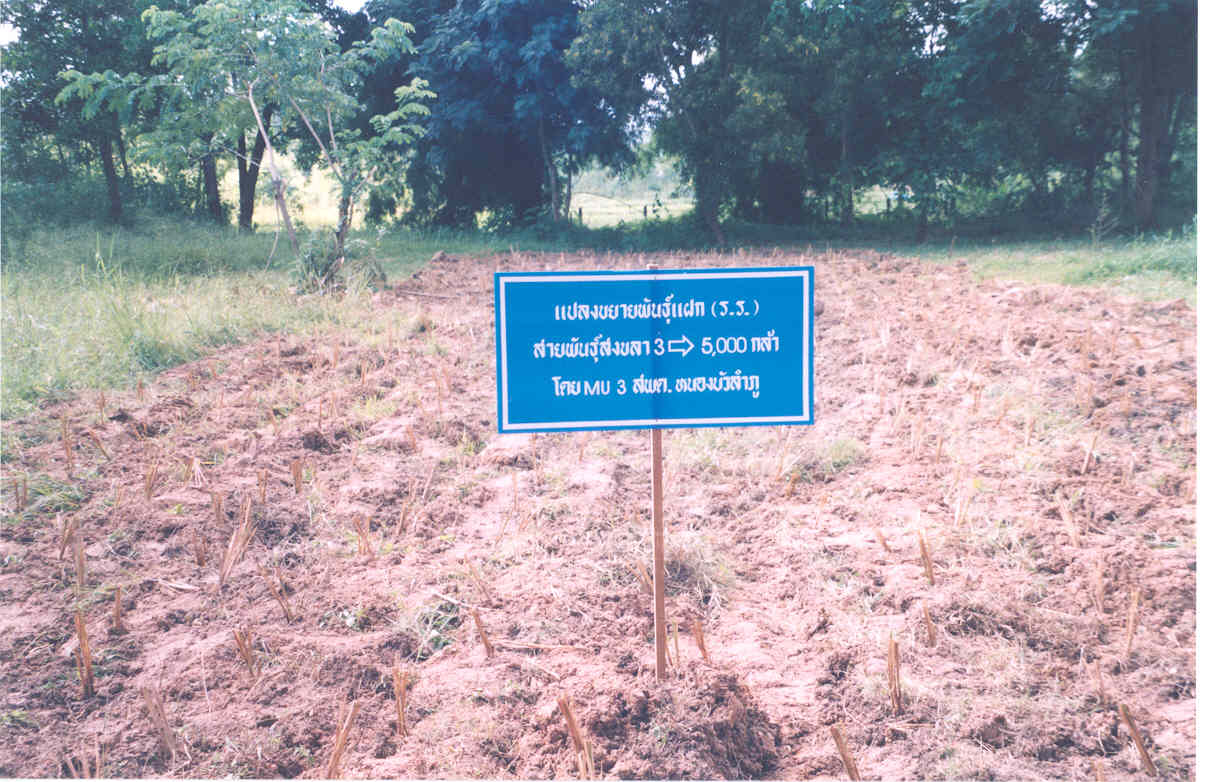 แปลงขยายพันธุ์แฝก (ร.ร.)
สายพันธุ์สงขลา 3 ⇨ 5,000 กล้า
โดย MU 3 สพด. หนองบัวลำภู